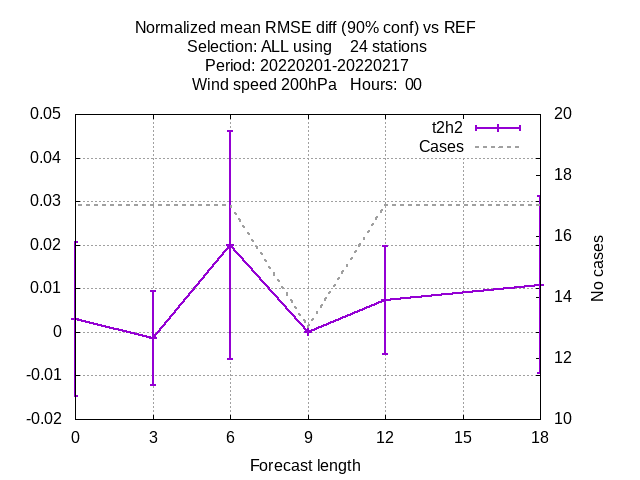 Normalized mean RMSE diff (90% conf) vs REF
Selection: ALL using    24 stations
Period: 20220201-20220217
Wind speed 200hPa   Hours:  00
t2h2
Cases
0.05
0.04
0.03
0.02
0.01
0
-0.01
-0.02
20
18
16
14
12
10
No cases
0 3 6 9 12 15 18
Forecast length